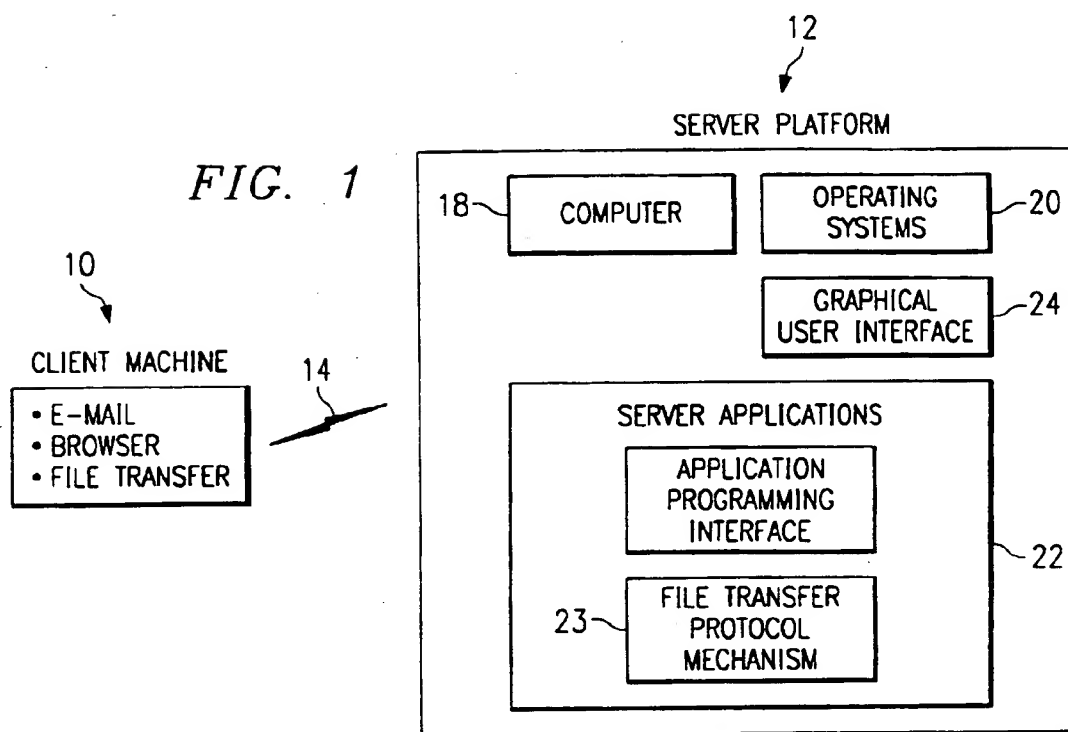 12
SERVER PLATFORM
FIG. 1
18
COMPUTER
OPERATING
SYSTEMS
20
10
GRAPHICAL
USER INTERFACE
24
CLIENT MACHINE
• E-MAIL
• BROWSER
• FILE TRANSFER
14
SERVER APPLICATIONS
APPLICATION
PROGRAMMING
INTERFACE
22
23
FILE TRANSFER
PROTOCOL
MECHANISM